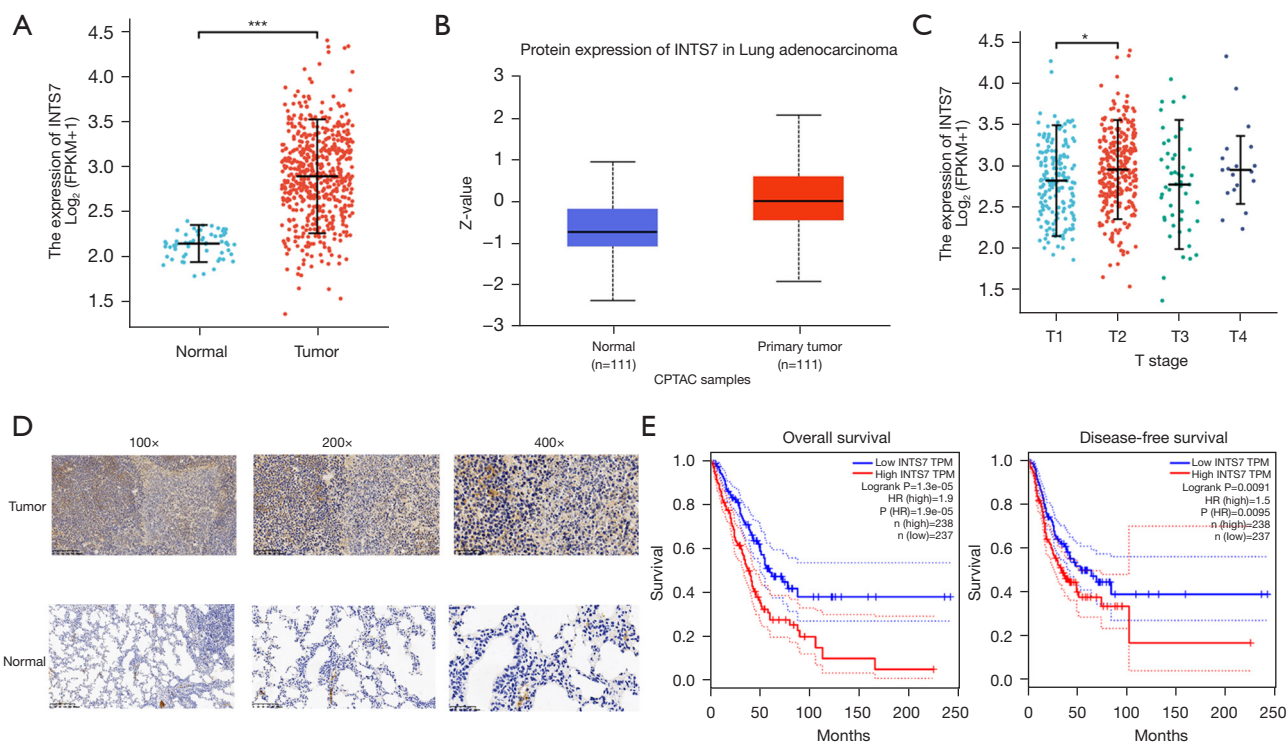 A
The expression of INTS7
Log₂ (FPKM+1)
4.5
4.0
3.5
3.0
2.5
2.0
1.5
***
Normal
Tumor
B
Protein expression of INTS7 in Lung adenocarcinoma
Z-value
3
2
1
0
−1
−2
−3
Normal
(n=111)
Primary tumor
(n=111)
CPTAC samples
C
The expression of INTS7
Log₂ (FPKM+1)
4.5
4.0
3.5
3.0
2.5
2.0
1.5
*
T1
T2
T3
T4
T stage
D
100×
200×
400×
Tumor
Normal
E
Overall survival
Survival
1.0
0.8
0.6
0.4
0.2
0.0
Low INTS7 TPM
High INTS7 TPM
Logrank P=1.3e-05
HR (high)=1.9
P (HR)=1.9e-05
n (high)=238
n (low)=237
0
50
100
150
200
250
Months
Disease-free survival
Survival
1.0
0.8
0.6
0.4
0.2
0.0
Low INTS7 TPM
High INTS7 TPM
Logrank P=0.0091
HR (high)=1.5
P (HR)=0.0095
n (high)=238
n (low)=237
0
50
100
150
200
250
Months